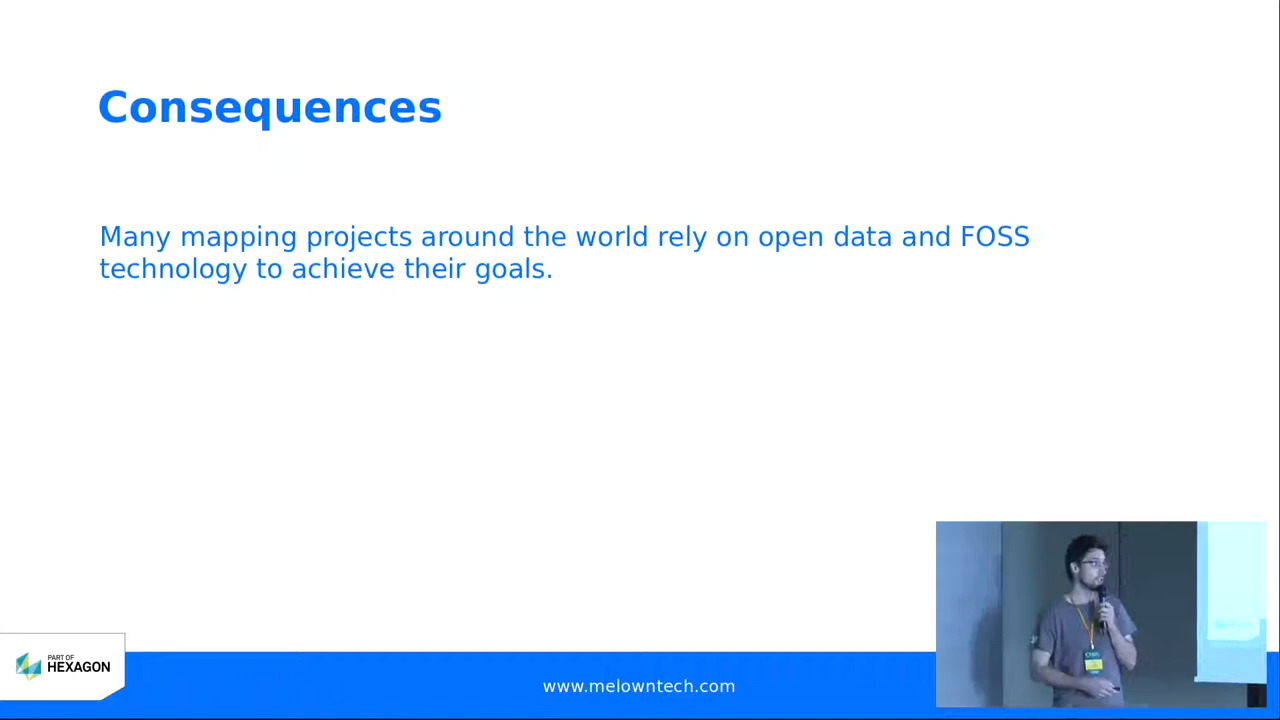 Consequences
Many mapping projects around the world rely on open data and FOSS
technology to achieve their goals.
PART OF
HEXAGON
www.melowntech.com